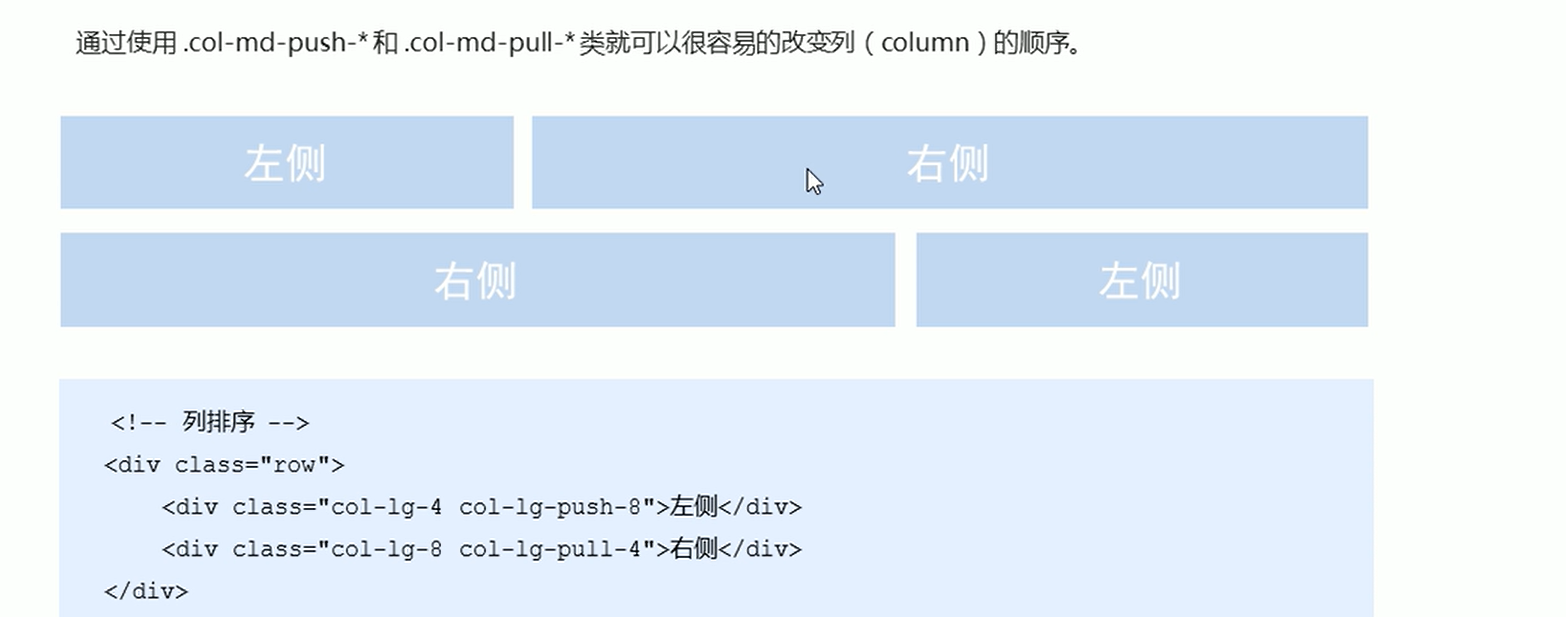 通过使用 .col-md-push-* 和 .col-md-pull-* 类就可以很容易的改变列（column）的顺序。
左侧 右侧
右侧 左侧
<!-- 列排序 -->
<div class="row">
    <div class="col-lg-4 col-lg-push-8">左侧</div>
    <div class="col-lg-8 col-lg-pull-4">右侧</div>
</div>